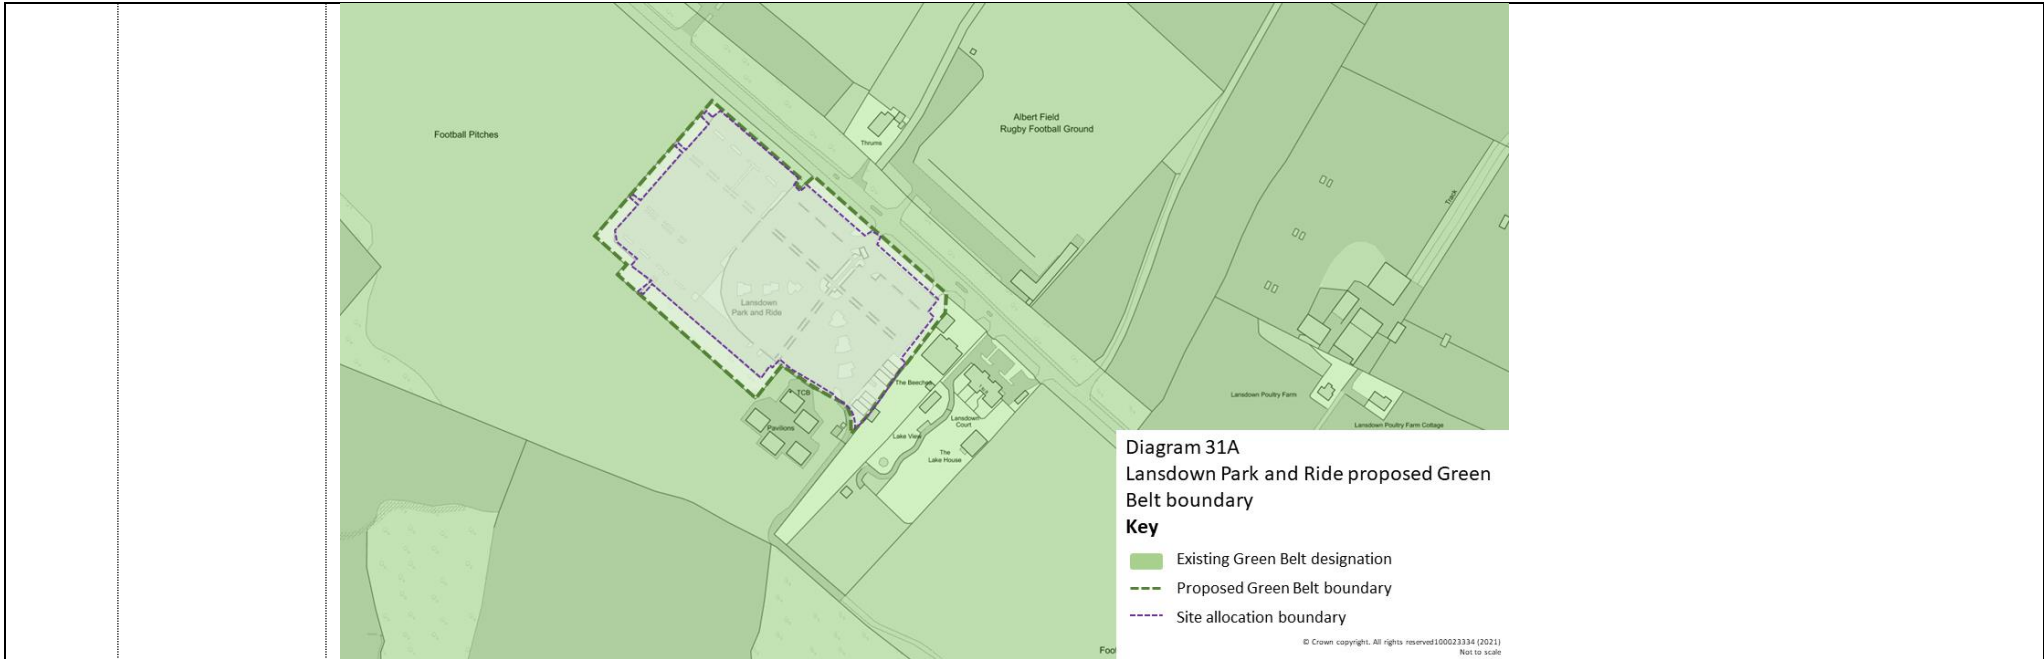 Football Pitches
Albert Field
Rugby Football Ground
Thrums
Track
Lansdown
Park and Ride
The Beeches
TCB
Pavilions
Lansdown
Court
Lake View
The
Lake House
Lansdown Poultry Farm
Lansdown Poultry Farm Cottage
Foot
Diagram 31A
Lansdown Park and Ride proposed Green
Belt boundary
Key
Existing Green Belt designation
Proposed Green Belt boundary
Site allocation boundary
© Crown copyright. All rights reserved100023334 (2021)
Not to scale